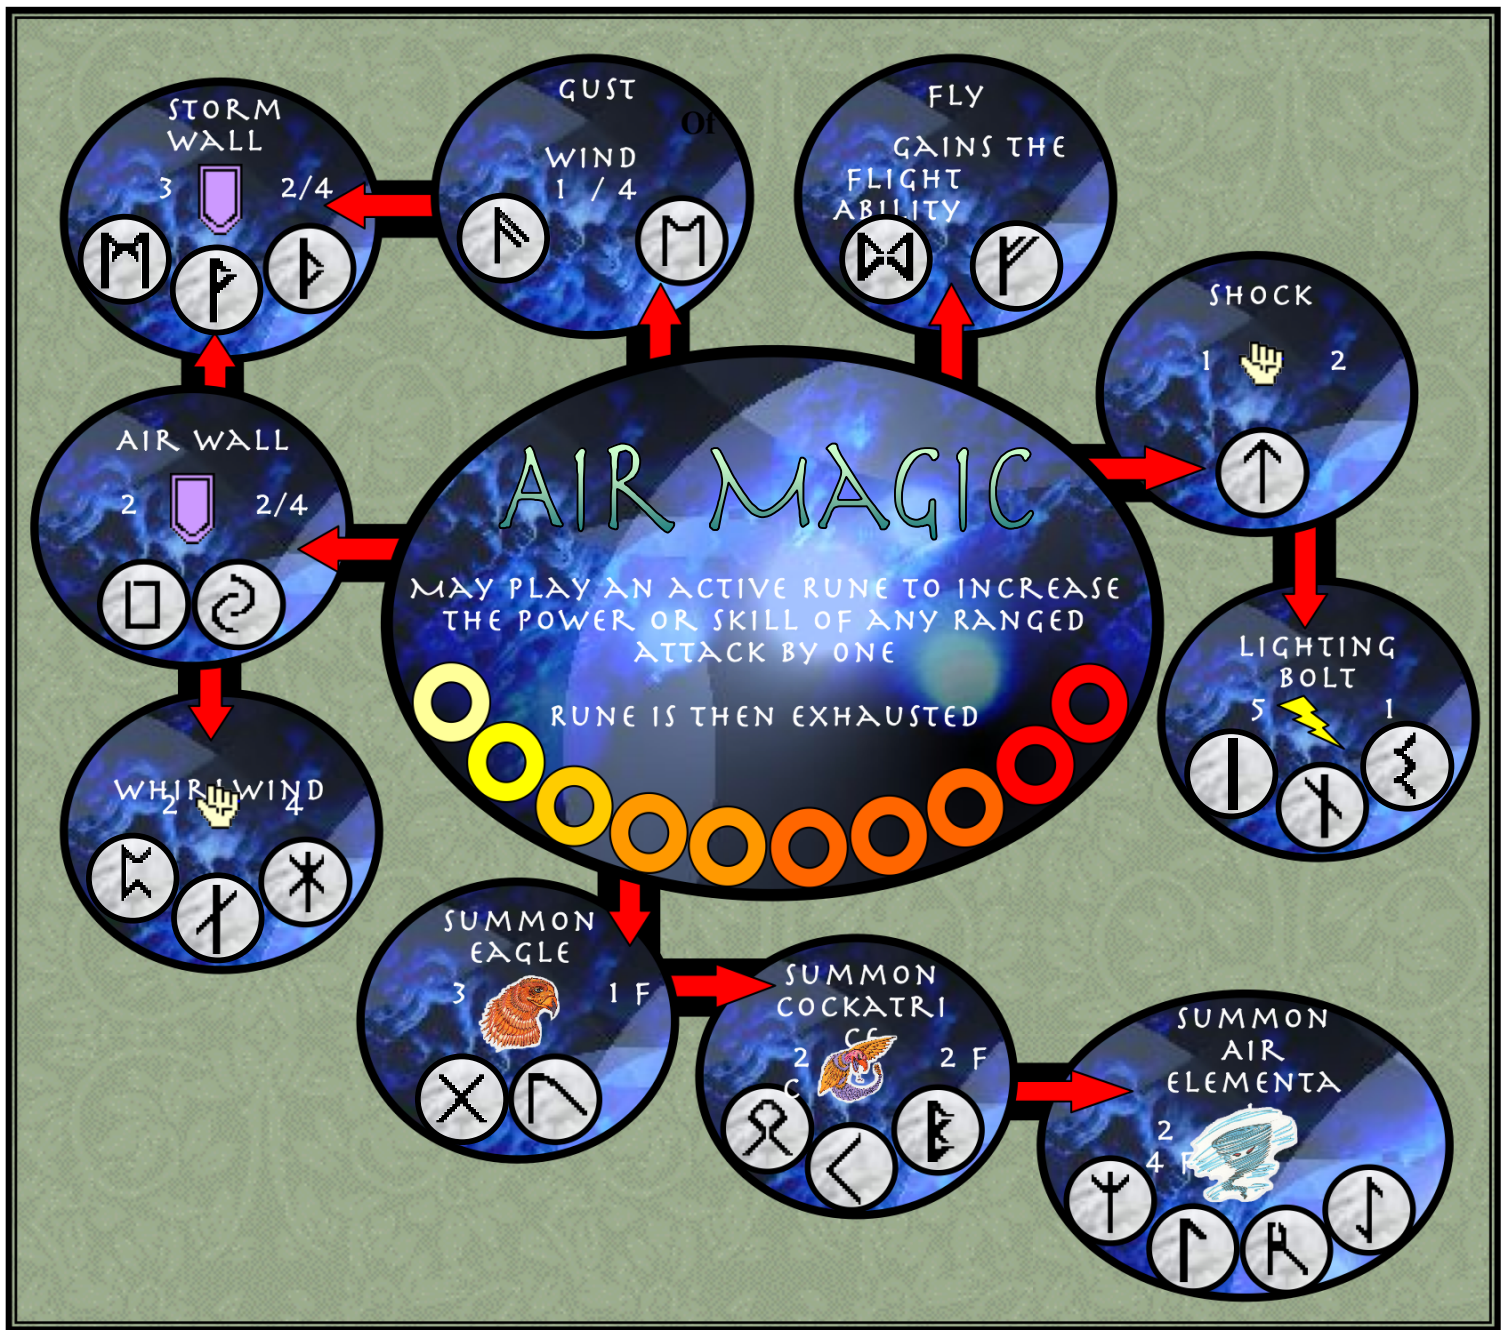 STORM
WALL
3 2/4
GUST
Of
WIND
1 / 4
FLY
GAINS THE
FLIGHT
ABILITY
SHOCK
1 2
AIR WALL
2 2/4
AIR MAGIC
MAY PLAY AN ACTIVE RUNE TO INCREASE
THE POWER OR SKILL OF ANY RANGED
ATTACK BY ONE
RUNE IS THEN EXHAUSTED
LIGHTING
BOLT
5 1
WHIRLWIND
2 4
SUMMON
EAGLE
3 1 F
SUMMON
COCKATRI
CE
2 2 F
C
SUMMON
AIR
ELEMENTA
2
4 F